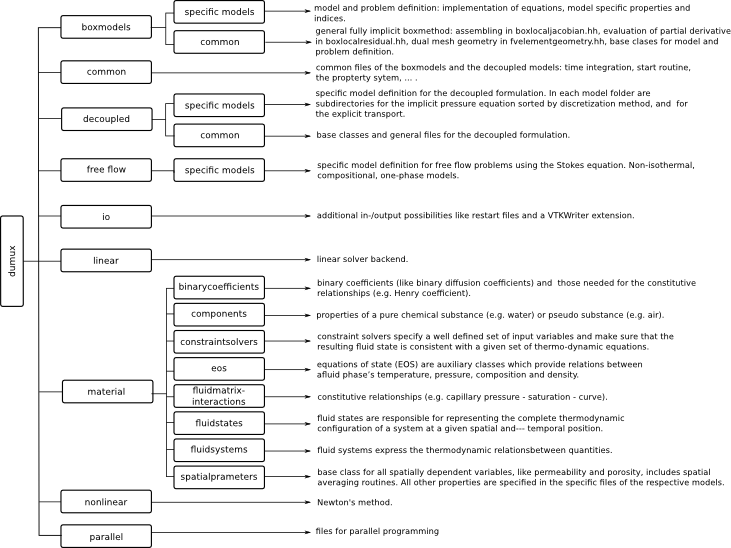 specific models
model and problem definition: implementation of equations, model specific properties and
indices.
boxmodels
common
general fully implicit boxmethod: assembling in boxlocaljacobian.hh, evaluation of partial derivative
in boxlocalresidual.hh, dual mesh geometry in fvelementgeometry.hh, base clases for model and
problem definition.
common
common files of the boxmodels and the decoupled models: time integration, start routine,
the propterty sytem, ... .
decoupled
specific models
specific model definition for the decoupled formulation. In each model folder are
subdirectories for the implicit pressure equation sorted by discretization method, and for
the explicit transport.
common
base classes and general files for the decoupled formulation.
free flow
specific models
specific model definition for free flow problems using the Stokes equation. Non-isothermal,
compositional, one-phase models.
io
additional in-/output possibilities like restart files and a VTKWriter extension.
dumux
linear
linear solver backend.
binarycoefficients
binary coefficients (like binary diffusion coefficients) and those needed for the constitutive
relationships (e.g. Henry coefficient).
components
properties of a pure chemical substance (e.g. water) or pseudo substance (e.g. air).
constraintsolvers
constraint solvers specify a well defined set of input variables and make sure that the
resulting fluid state is consistent with a given set of thermo-dynamic equations.
eos
equations of state (EOS) are auxiliary classes which provide relations between
afluid phase's temperature, pressure, composition and density.
material
fluidmatrix-
interactions
constitutive relationships (e.g. capillary pressure - saturation - curve).
fluidstates
fluid states are responsible for representing the complete thermodynamic
configuration of a system at a given spatial and--- temporal position.
fluidsystems
fluid systems express the thermodynamic relationsbetween quantities.
spatialprameters
base class for all spatially dependent variables, like permeability and porosity, includes spatial
averaging routines. All other properties are specified in the specific files of the respective models.
nonlinear
Newton's method.
parallel
files for parallel programming